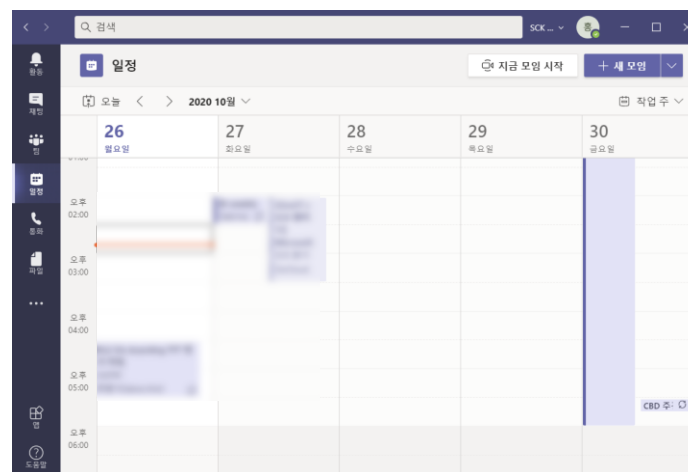 검색
SCK ...
홍
활동
일정
지금 모임 시작
+ 새 모임
채팅
오늘
2020 10월
작업 주
팀
26
27
28
29
30
월요일
화요일
수요일
목요일
금요일
일정
오후
02:00
통화
오후
03:00
파일
...
오후
04:00
오후
05:00
CBD 주:
앱
오후
06:00
도움말